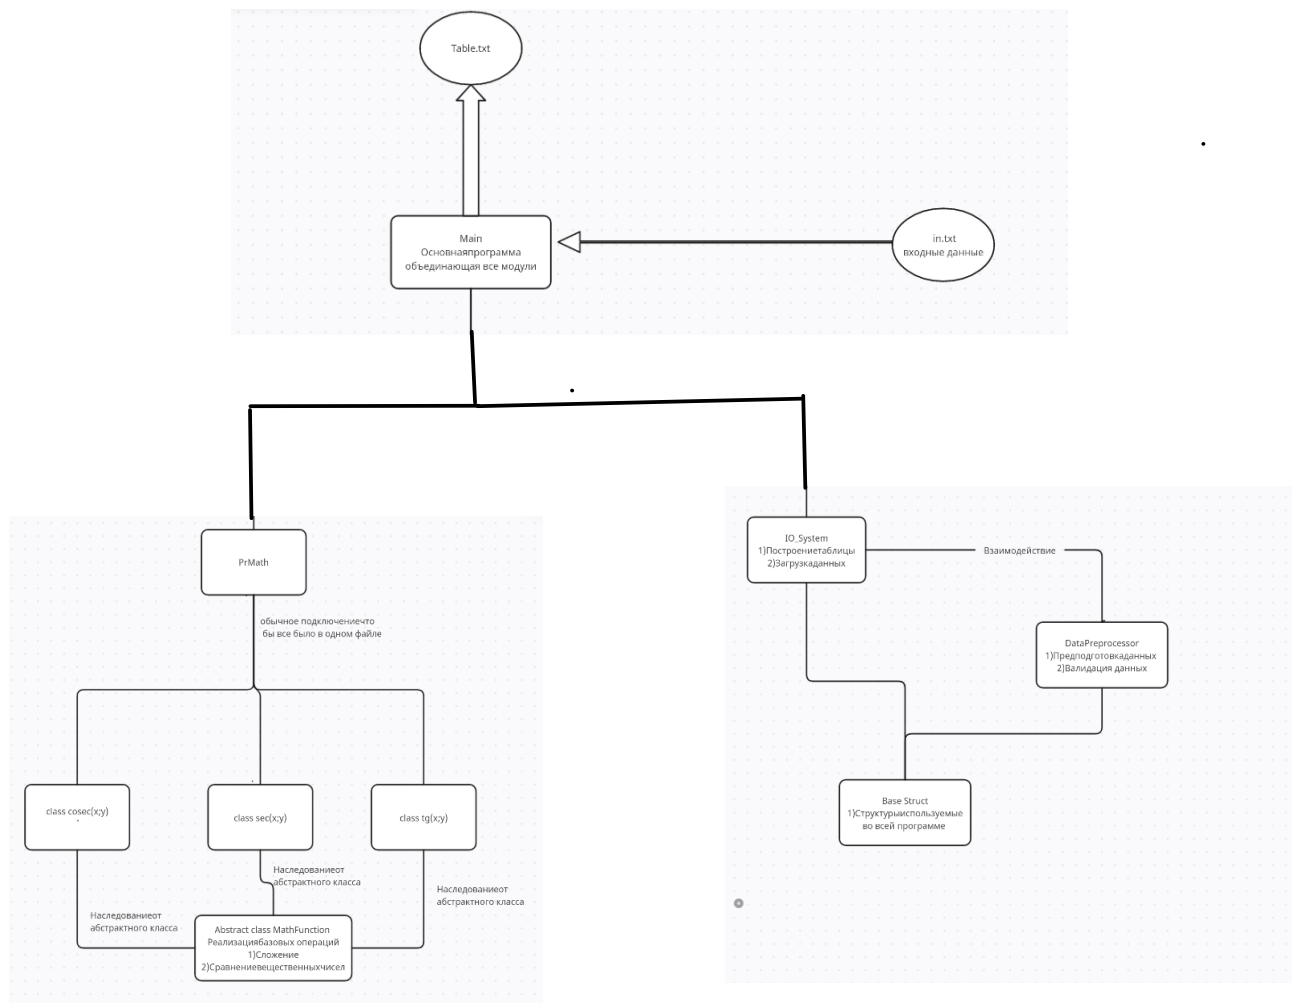 Table.txt
Main
Основнаяпрограмма
объединающая все модули
in.txt
входные данные
PrMath
обычное подключениечто
бы все было в одном файле
class cosec(x;y)
class sec(x;y)
class tg(x;y)
Наследованиеот
абстрактного класса
Наследованиеот
абстрактного класса
Наследованиеот
абстрактного класса
Abstract class MathFunction
Реализациябазовых операций
1)Сложение
2)Сравнениевещественныхчисел
IO_System
1)Построениетаблицы
2)Загрузкаданных
Взаимодействие
DataPreprocessor
1)Предподготовкаданных
2)Валидация данных
Base Struct
1)Структурыиспользуемые
во всей программе